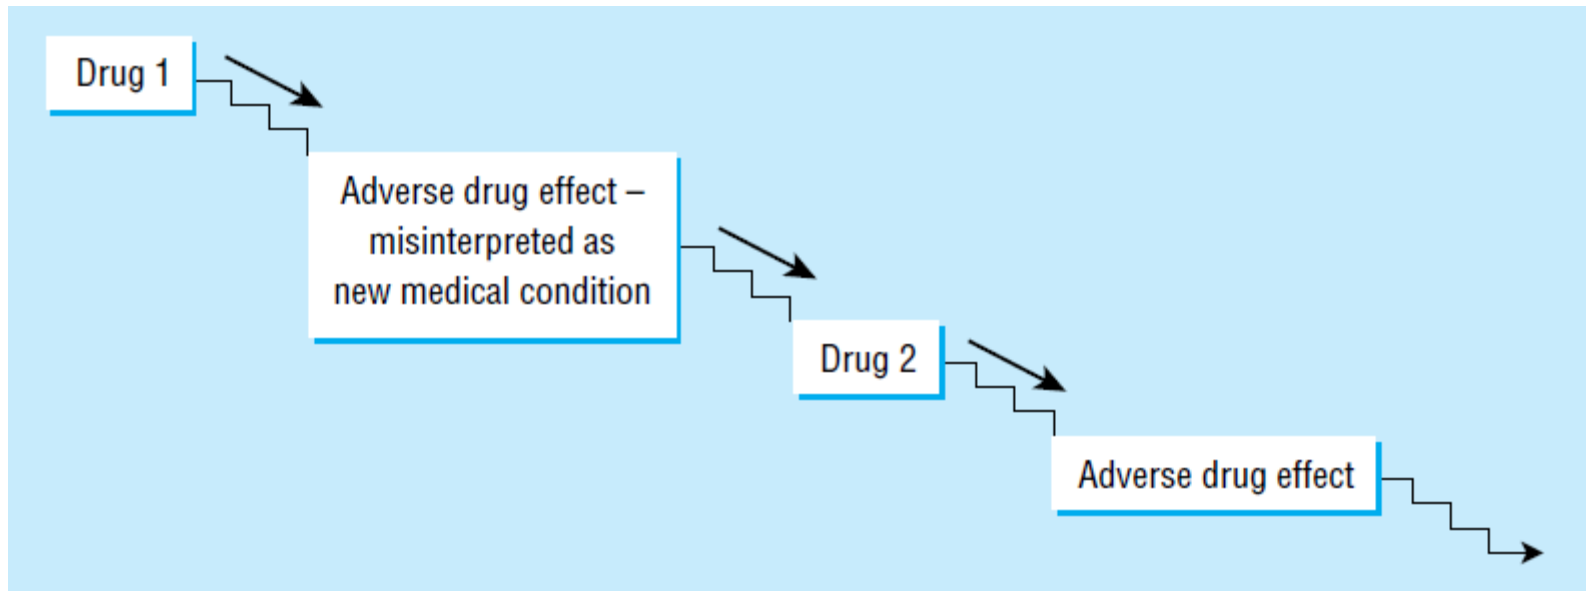 Drug 1
Adverse drug effect –
misinterpreted as
new medical condition
Drug 2
Adverse drug effect